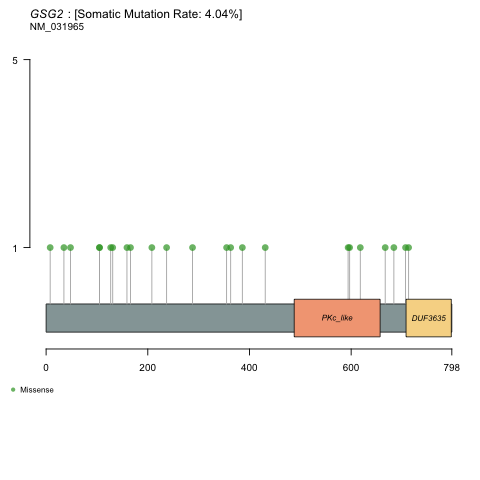 GSG2 : [Somatic Mutation Rate: 4.04%]
NM_031965
5
1
PKc_like
DUF3635
0 200 400 600 798
Missense